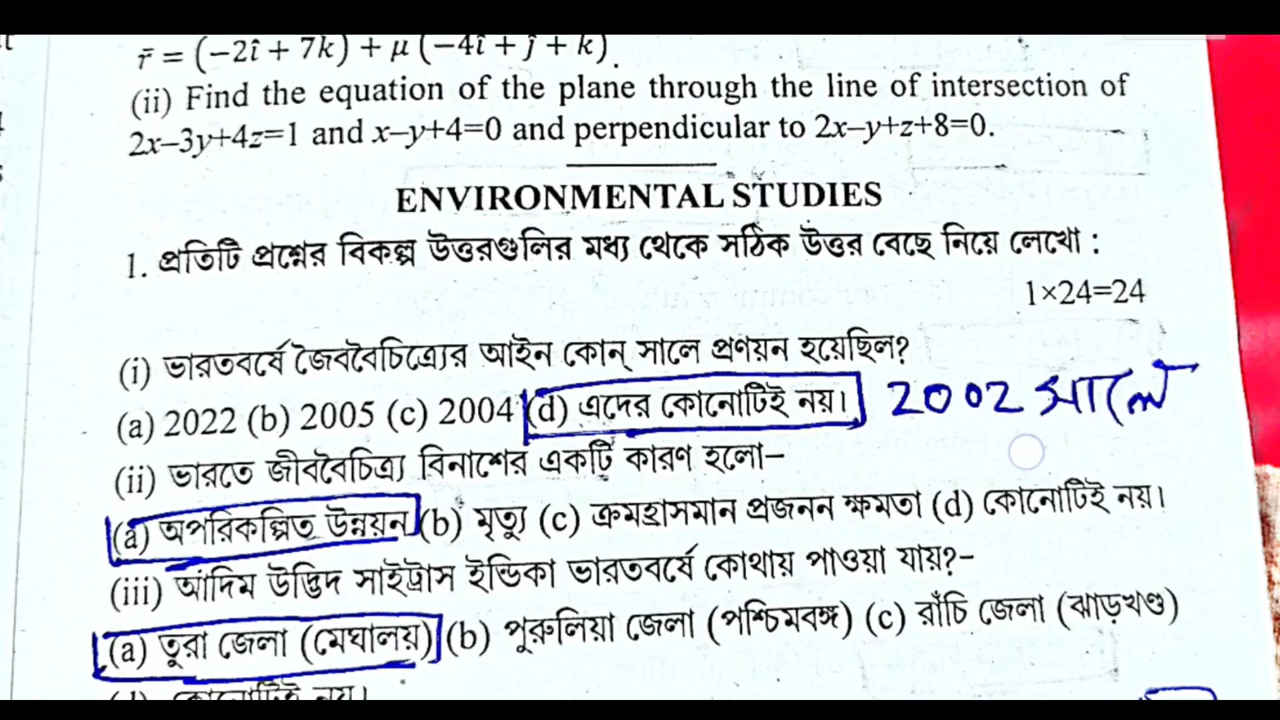 r̄ = (−2î + 7k) + μ (−4î + ĵ + k).
(ii) Find the equation of the plane through the line of intersection of
2x–3y+4z=1 and x–y+4=0 and perpendicular to 2x–y+z+8=0.
ENVIRONMENTAL STUDIES
1. প্রতিটি প্রশ্নের বিকল্প উত্তরগুলির মধ্য থেকে সঠিক উত্তর বেছে নিয়ে লেখো :
1×24=24
(i) ভারতবর্ষে জৈববৈচিত্র্যের আইন কোন্ সালে প্রণয়ন হয়েছিল?
(a) 2022 (b) 2005 (c) 2004 (d) এদের কোনোটিই নয়। 2002 সালে
(ii) ভারতে জীববৈচিত্র্য বিনাশের একটি কারণ হলো–
(a) অপরিকল্পিত উন্নয়ন (b) মৃত্যু (c) ক্রমহ্রাসমান প্রজনন ক্ষমতা (d) কোনোটিই নয়।
(iii) আদিম উদ্ভিদ সাইট্রাস ইন্ডিকা ভারতবর্ষে কোথায় পাওয়া যায়?–
(a) তুরা জেলা (মেঘালয়) (b) পুরুলিয়া জেলা (পশ্চিমবঙ্গ) (c) রাঁচি জেলা (ঝাড়খণ্ড)
(d) কোনোটিই নয়।